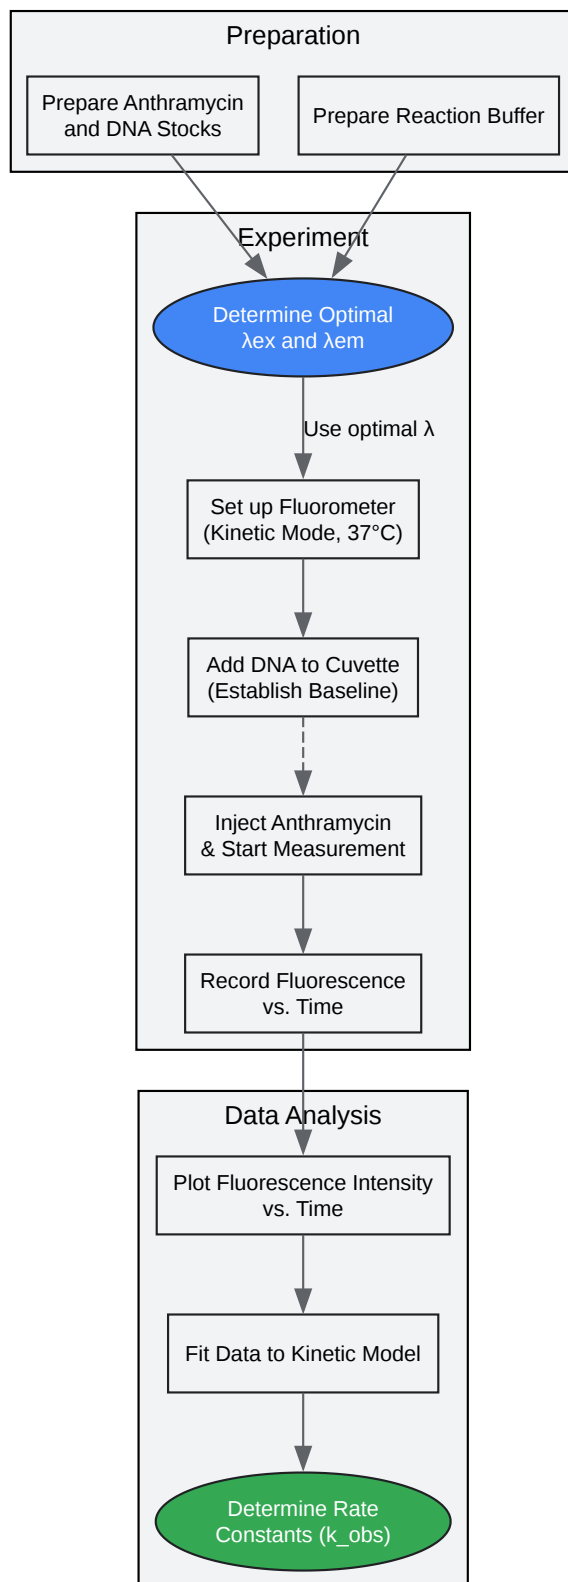 Preparation
Prepare Anthramycin
and DNA Stocks
Prepare Reaction Buffer
Experiment
Determine Optimal
λex and λem
Use optimal λ
Set up Fluorometer
(Kinetic Mode, 37°C)
Add DNA to Cuvette
(Establish Baseline)
Inject Anthramycin
& Start Measurement
Record Fluorescence
vs. Time
Data Analysis
Plot Fluorescence Intensity
vs. Time
Fit Data to Kinetic Model
Determine Rate
Constants (k_obs)